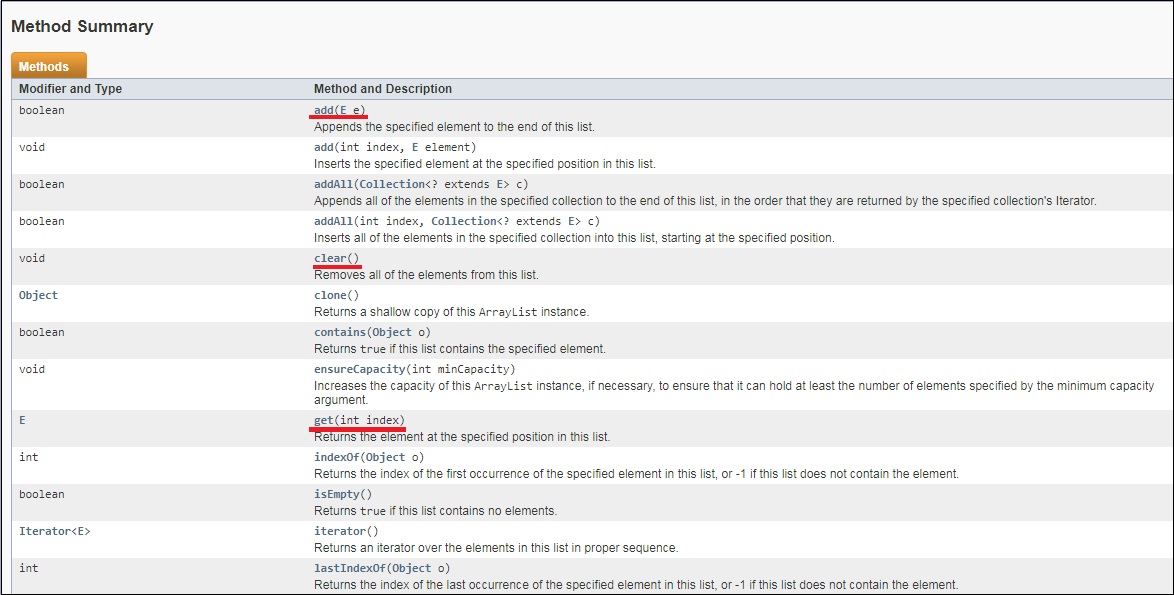 Method Summary
Methods
Modifier and Type Method and Description
boolean add(E e)
Appends the specified element to the end of this list.
void add(int index, E element)
Inserts the specified element at the specified position in this list.
boolean addAll(Collection<? extends E> c)
Appends all of the elements in the specified collection to the end of this list, in the order that they are returned by the specified collection's Iterator.
boolean addAll(int index, Collection<? extends E> c)
Inserts all of the elements in the specified collection into this list, starting at the specified position.
void clear()
Removes all of the elements from this list.
Object clone()
Returns a shallow copy of this ArrayList instance.
boolean contains(Object o)
Returns true if this list contains the specified element.
void ensureCapacity(int minCapacity)
Increases the capacity of this ArrayList instance, if necessary, to ensure that it can hold at least the number of elements specified by the minimum capacity
argument.
E get(int index)
Returns the element at the specified position in this list.
int indexOf(Object o)
Returns the index of the first occurrence of the specified element in this list, or -1 if this list does not contain the element.
boolean isEmpty()
Returns true if this list contains no elements.
Iterator<E> iterator()
Returns an iterator over the elements in this list in proper sequence.
int lastIndexOf(Object o)
Returns the index of the last occurrence of the specified element in this list, or -1 if this list does not contain the element.